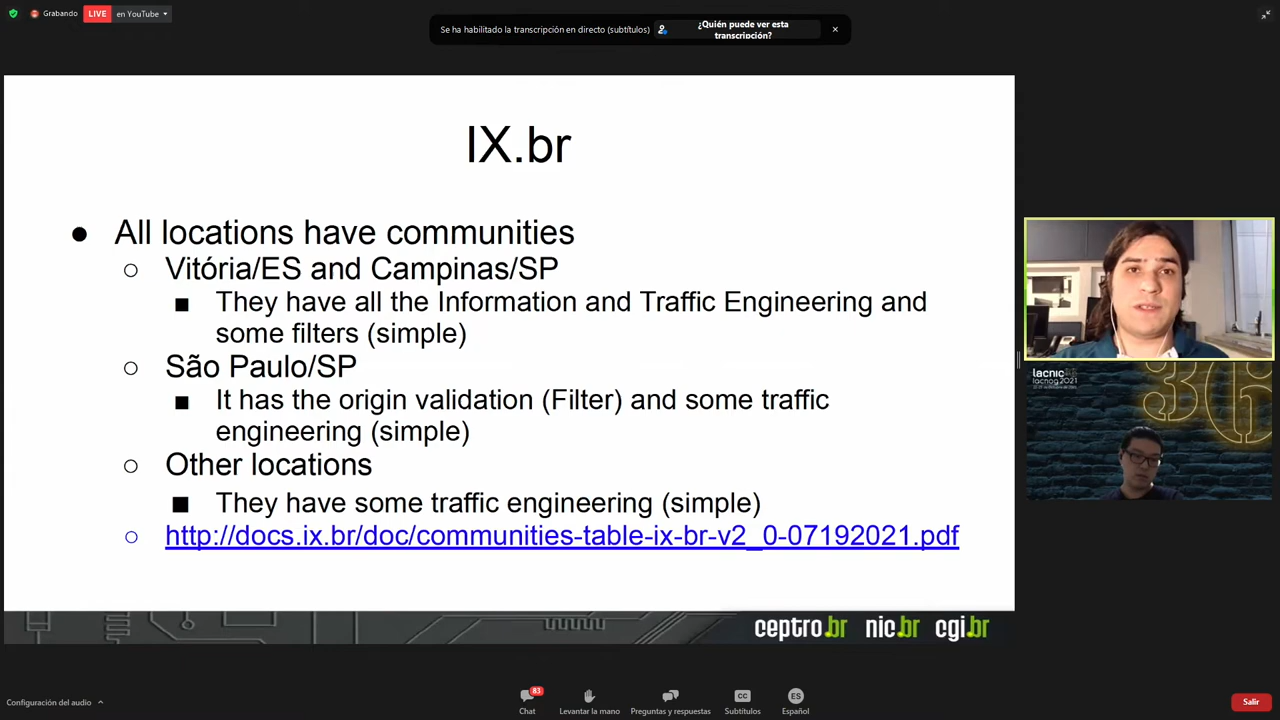 Grabando
LIVE
en YouTube
Se ha habilitado la transcripción en directo (subtítulos)
¿Quién puede ver esta
transcripción?
IX.br
● All locations have communities
○ Vitória/ES and Campinas/SP
■ They have all the Information and Traffic Engineering and
some filters (simple)
○ São Paulo/SP
■ It has the origin validation (Filter) and some traffic
engineering (simple)
○ Other locations
■ They have some traffic engineering (simple)
○ http://docs.ix.br/doc/communities-table-ix-br-v2_0-07192021.pdf
ceptro.br nic.br cgi.br
lacnic36
lacnog2021
36
Configuración del audio
83
Chat
Levantar la mano
Preguntas y respuestas
CC
Subtítulos
ES
Español
Salir